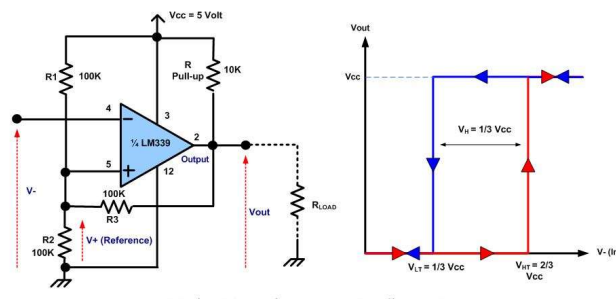 Vcc = 5 Volt
R1
100K
R
Pull-up
10K
4
3
¼ LM339
2
Output
5
12
V-
100K
R3
Vout
R2
100K
V+ (Reference)
RLOAD
Vout
Vcc
VH = 1/3 Vcc
VLT = 1/3 Vcc
VHT = 2/3
Vcc
V- (In